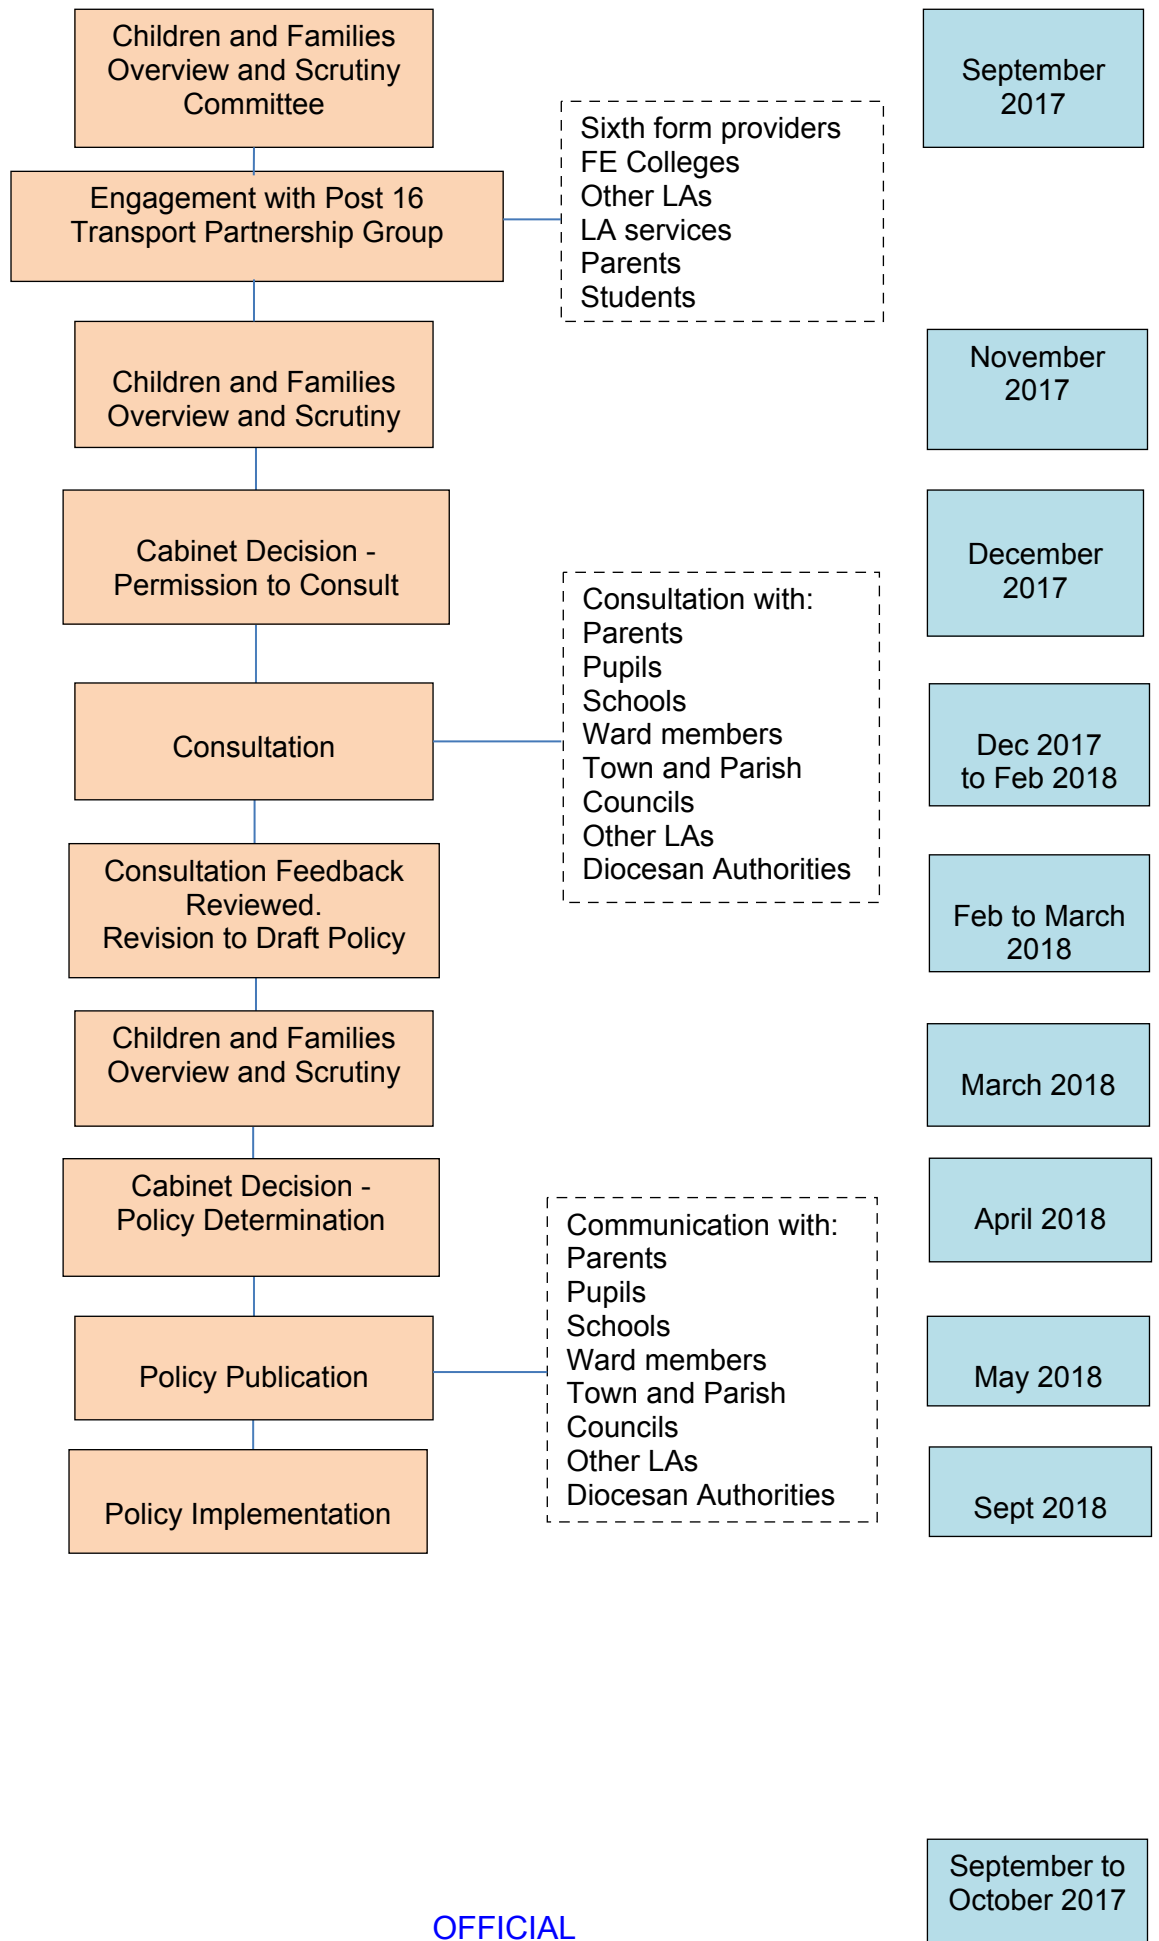 Children and Families
Overview and Scrutiny
Committee
September
2017
Engagement with Post 16
Transport Partnership Group
Sixth form providers
FE Colleges
Other LAs
LA services
Parents
Students
Children and Families
Overview and Scrutiny
November
2017
Cabinet Decision -
Permission to Consult
December
2017
Consultation
Consultation with:
Parents
Pupils
Schools
Ward members
Town and Parish
Councils
Other LAs
Diocesan Authorities
Dec 2017
to Feb 2018
Consultation Feedback
Reviewed.
Revision to Draft Policy
Feb to March
2018
Children and Families
Overview and Scrutiny
March 2018
Cabinet Decision -
Policy Determination
April 2018
Policy Publication
Communication with:
Parents
Pupils
Schools
Ward members
Town and Parish
Councils
Other LAs
Diocesan Authorities
May 2018
Policy Implementation
Sept 2018
September to
October 2017
OFFICIAL